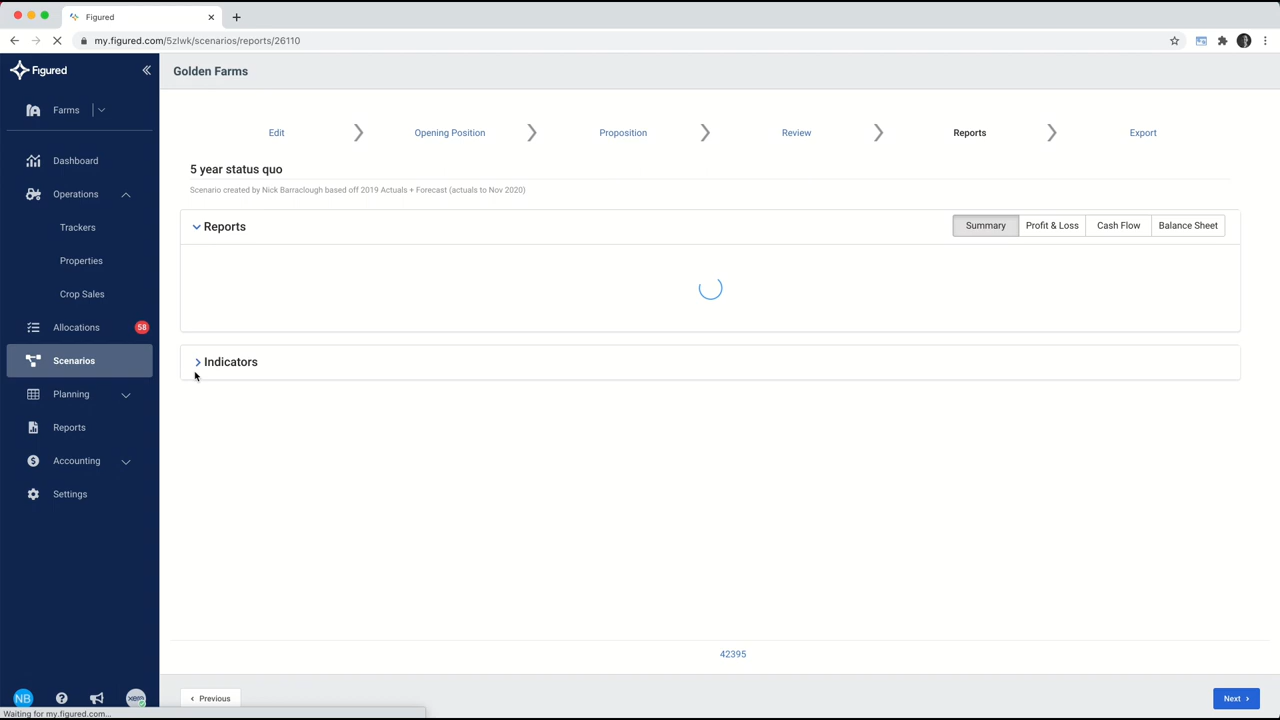 Figured
my.figured.com/5zlwk/scenarios/reports/26110
Figured
Golden Farms
Farms
Edit
Opening Position
Proposition
Review
Reports
Export
Dashboard
5 year status quo
Scenario created by Nick Barraclough based off 2019 Actuals + Forecast (actuals to Nov 2020)
Operations
Reports
Summary
Profit & Loss
Cash Flow
Balance Sheet
Trackers
Properties
Crop Sales
Allocations
58
Scenarios
Indicators
Planning
Reports
Accounting
Settings
42395
NB
xero
Previous
Next
Waiting for my.figured.com...